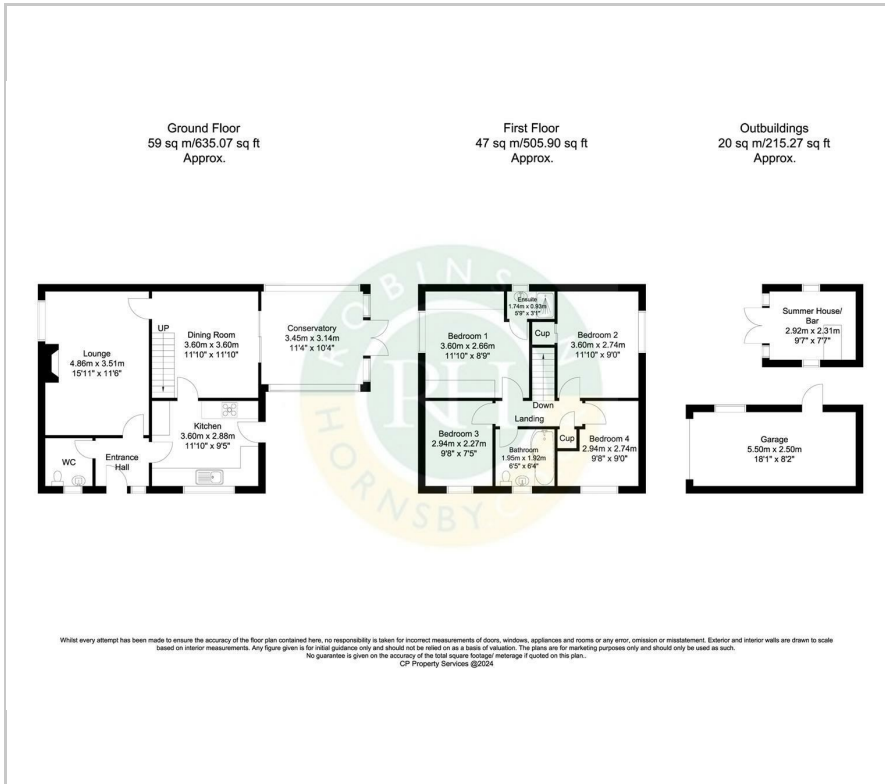 Ground Floor
59 sq m/635.07 sq ft
Approx.
First Floor
47 sq m/505.90 sq ft
Approx.
Outbuildings
20 sq m/215.27 sq ft
Approx.
Lounge
4.86m x 3.51m
15'11" x 11'6"
UP
Dining Room
3.60m x 3.60m
11'10" x 11'10"
Conservatory
3.45m x 3.14m
11'4" x 10'4"
Kitchen
3.60m x 2.88m
11'10" x 9'5"
WC
Entrance
Hall
Bedroom 1
3.60m x 2.66m
11'10" x 8'9"
Ensuite
1.74m x 0.93m
5'9" x 3'1"
Cup
Bedroom 2
3.60m x 2.74m
11'10" x 9'0"
Down
Landing
Bedroom 3
2.94m x 2.27m
9'8" x 7'5"
Bathroom
1.95m x 1.92m
6'5" x 6'4"
Cup
Bedroom 4
2.94m x 2.74m
9'8" x 9'0"
Summer House/
Bar
2.92m x 2.31m
9'7" x 7'7"
Garage
5.50m x 2.50m
18'1" x 8'2"
ROBINSON
RH
HORNSBY
Whilst every attempt has been made to ensure the accuracy of the floor plan contained here, no responsibility is taken for incorrect measurements of doors, windows, appliances and rooms or any error, omission or misstatement. Exterior and interior walls are drawn to scale
based on interior measurements. Any figure given is for initial guidance only and should not be relied on as a basis of valuation. The plans are for marketing purposes only and should only be used as such.
No guarantee is given on the accuracy of the total square footage/ meterage if quoted on this plan..
CP Property Services @2024